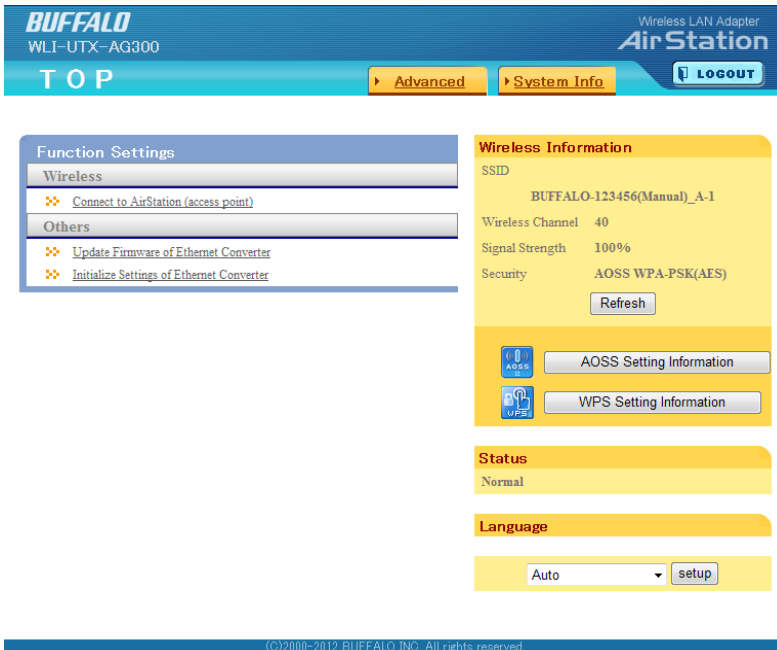 BUFFALO
WLI-UTX-AG300
Wireless LAN Adapter
AirStation
TOP
Advanced
System Info
LOGOUT
Function Settings
Wireless
Connect to AirStation (access point)
Others
Update Firmware of Ethernet Converter
Initialize Settings of Ethernet Converter
Wireless Information
SSID
BUFFALO-123456(Manual)_A-1
Wireless Channel 40
Signal Strength 100%
Security AOSS WPA-PSK(AES)
Refresh
AOSS
AOSS Setting Information
WPS
WPS Setting Information
Status
Normal
Language
Auto
setup
(C)2000-2012 BUFFALO INC. All rights reserved.